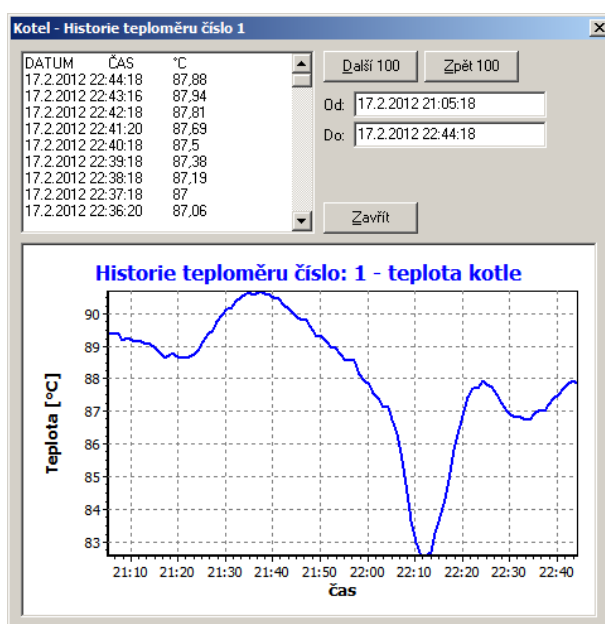 Kotel - Historie teploměru číslo 1
DATUM ČAS °C
17.2.2012 22:44:18 87,88
17.2.2012 22:43:16 87,94
17.2.2012 22:42:18 87,81
17.2.2012 22:41:20 87,69
17.2.2012 22:40:18 87,5
17.2.2012 22:39:18 87,38
17.2.2012 22:38:18 87,19
17.2.2012 22:37:18 87
17.2.2012 22:36:20 87,06
Další 100 Zpět 100
Od: 17.2.2012 21:05:18
Do: 17.2.2012 22:44:18
Zavřít
Historie teploměru číslo: 1 - teplota kotle
Teplota [°C]
90
89
88
87
86
85
84
83
21:10 21:20 21:30 21:40 21:50 22:00 22:10 22:20 22:30 22:40
čas